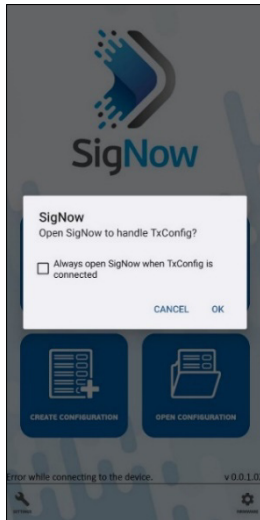 SigNow
SigNow
Open SigNow to handle TxConfig?
Always open SigNow when TxConfig is
connected
CANCEL OK
CREATE CONFIGURATION OPEN CONFIGURATION
Error while connecting to the device. v 0.0.1.0